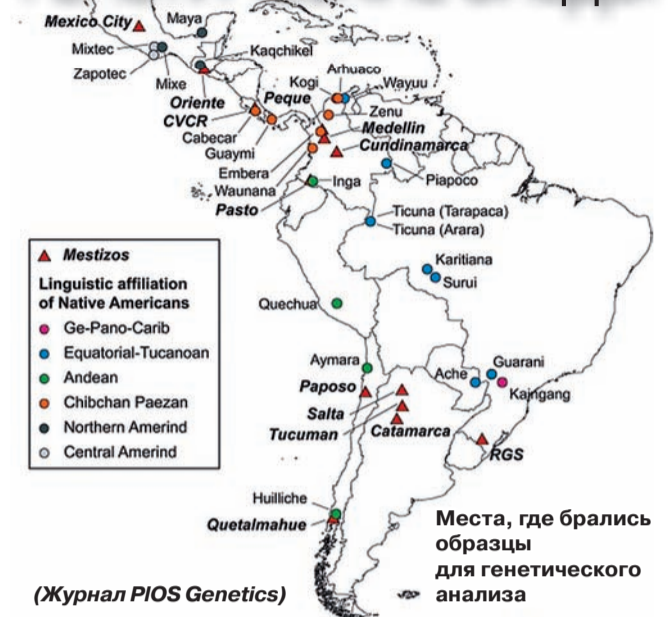 Mexico City
Maya
Mixtec
Kaqchikel
Zapotec
Mixe
Arhuaco
Kogi
Wayuu
Oriente
Peque
CVCR
Zenu
Cabecar
Medellin
Guaymi
Cundinamarca
Embera
Waunana
Inga
Piapoco
Pasto
Ticuna (Tarapaca)
Ticuna (Arara)
Mestizos
Linguistic affiliation
of Native Americans
Ge-Pano-Carib
Equatorial-Tucanoan
Andean
Chibchan Paezan
Northern Amerind
Central Amerind
Karitiana
Surui
Quechua
Aymara
Guarani
Ache
Kaingang
Paposo
Salta
Tucuman
Catamarca
RGS
Huilliche
Quetalmahue
Места, где брались
образцы
для генетического
анализа
(Журнал PlOS Genetics)